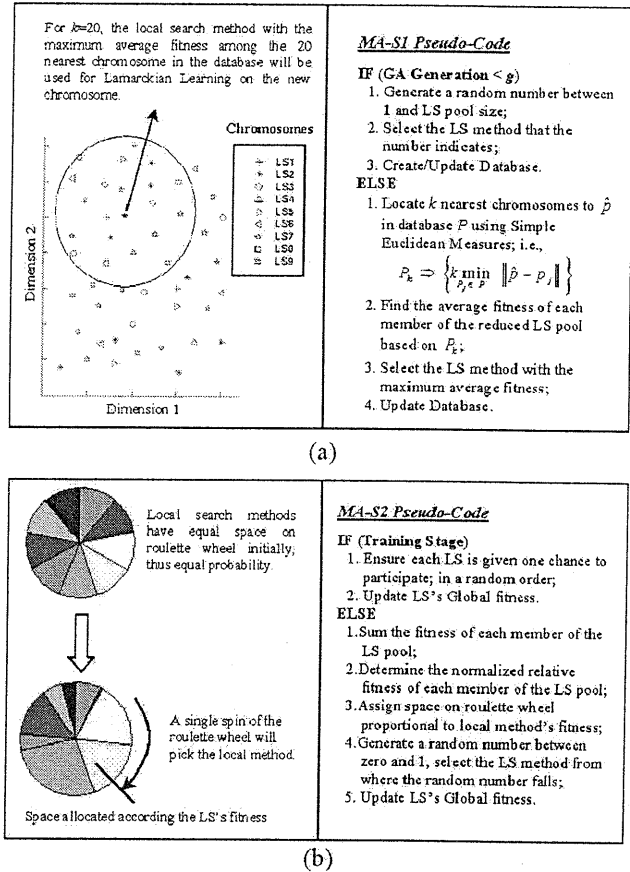 For k=20, the local search method with the
maximum average fitness among the 20
nearest chromosome in the database will be
used for Lamarckian Learning on the new
chromosome.
Chromosomes
LS1
LS2
LS3
LS4
LS5
LS6
LS7
LS8
LS9
Dimension 2
Dimension 1
MA-S1 Pseudo-Code
IF (GA Generation < g)
1. Generate a random number between
1 and LS pool size;
2. Select the LS method that the
number indicates;
3. Create/Update Database.
ELSE
1. Locate k nearest chromosomes to p̂
in database P using Simple
Euclidean Measures; i.e.,
P_k ⇒ { k min_{p_j ∈ P} ‖p̂ − p_j‖ }
2. Find the average fitness of each
member of the reduced LS pool
based on P_k;
3. Select the LS method with the
maximum average fitness;
4. Update Database.
(a)
Local search methods
have equal space on
roulette wheel initially,
thus equal probability.
A single spin of the
roulette wheel will
pick the local method.
Space allocated according the LS's fitness
MA-S2 Pseudo-Code
IF (Training Stage)
1. Ensure each LS is given one chance to
participate; in a random order;
2. Update LS's Global fitness.
ELSE
1.Sum the fitness of each member of the
LS pool;
2.Determine the normalized relative
fitness of each member of the LS pool;
3.Assign space on roulette wheel
proportional to local method's fitness;
4.Generate a random number between
zero and 1, select the LS method from
where the random number falls;
5. Update LS's Global fitness.
(b)